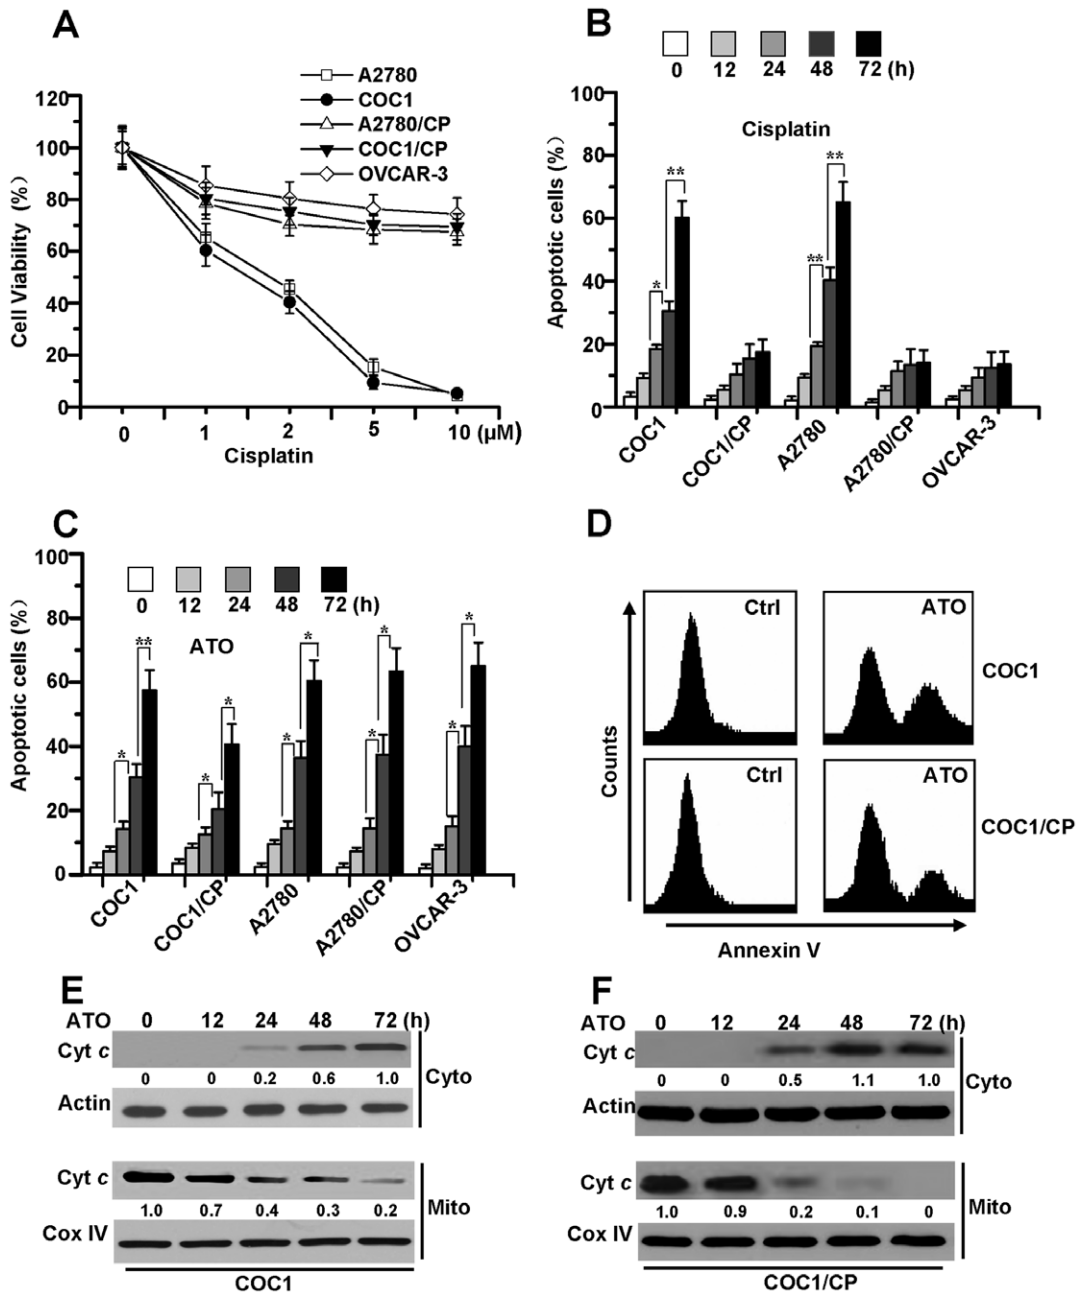 A
A2780
COC1
A2780/CP
COC1/CP
OVCAR-3
120
100
80
60
40
20
0
Cell Viability (%)
0 1 2 5 10 (μM)
Cisplatin
B
0 12 24 48 72 (h)
Cisplatin
100
80
60
40
20
0
Apoptotic cells (%)
* ** ** **
COC1 COC1/CP A2780 A2780/CP OVCAR-3
C
0 12 24 48 72 (h)
ATO
100
80
60
40
20
0
Apoptotic cells (%)
* ** * * * * * * * *
COC1 COC1/CP A2780 A2780/CP OVCAR-3
D
Ctrl ATO
COC1
Ctrl ATO
COC1/CP
Counts
Annexin V
E
ATO 0 12 24 48 72 (h)
Cyt c
0 0 0.2 0.6 1.0
Cyto
Actin
Cyt c
1.0 0.7 0.4 0.3 0.2
Mito
Cox IV
COC1
F
ATO 0 12 24 48 72 (h)
Cyt c
0 0 0.5 1.1 1.0
Cyto
Actin
Cyt c
1.0 0.9 0.2 0.1 0
Mito
Cox IV
COC1/CP